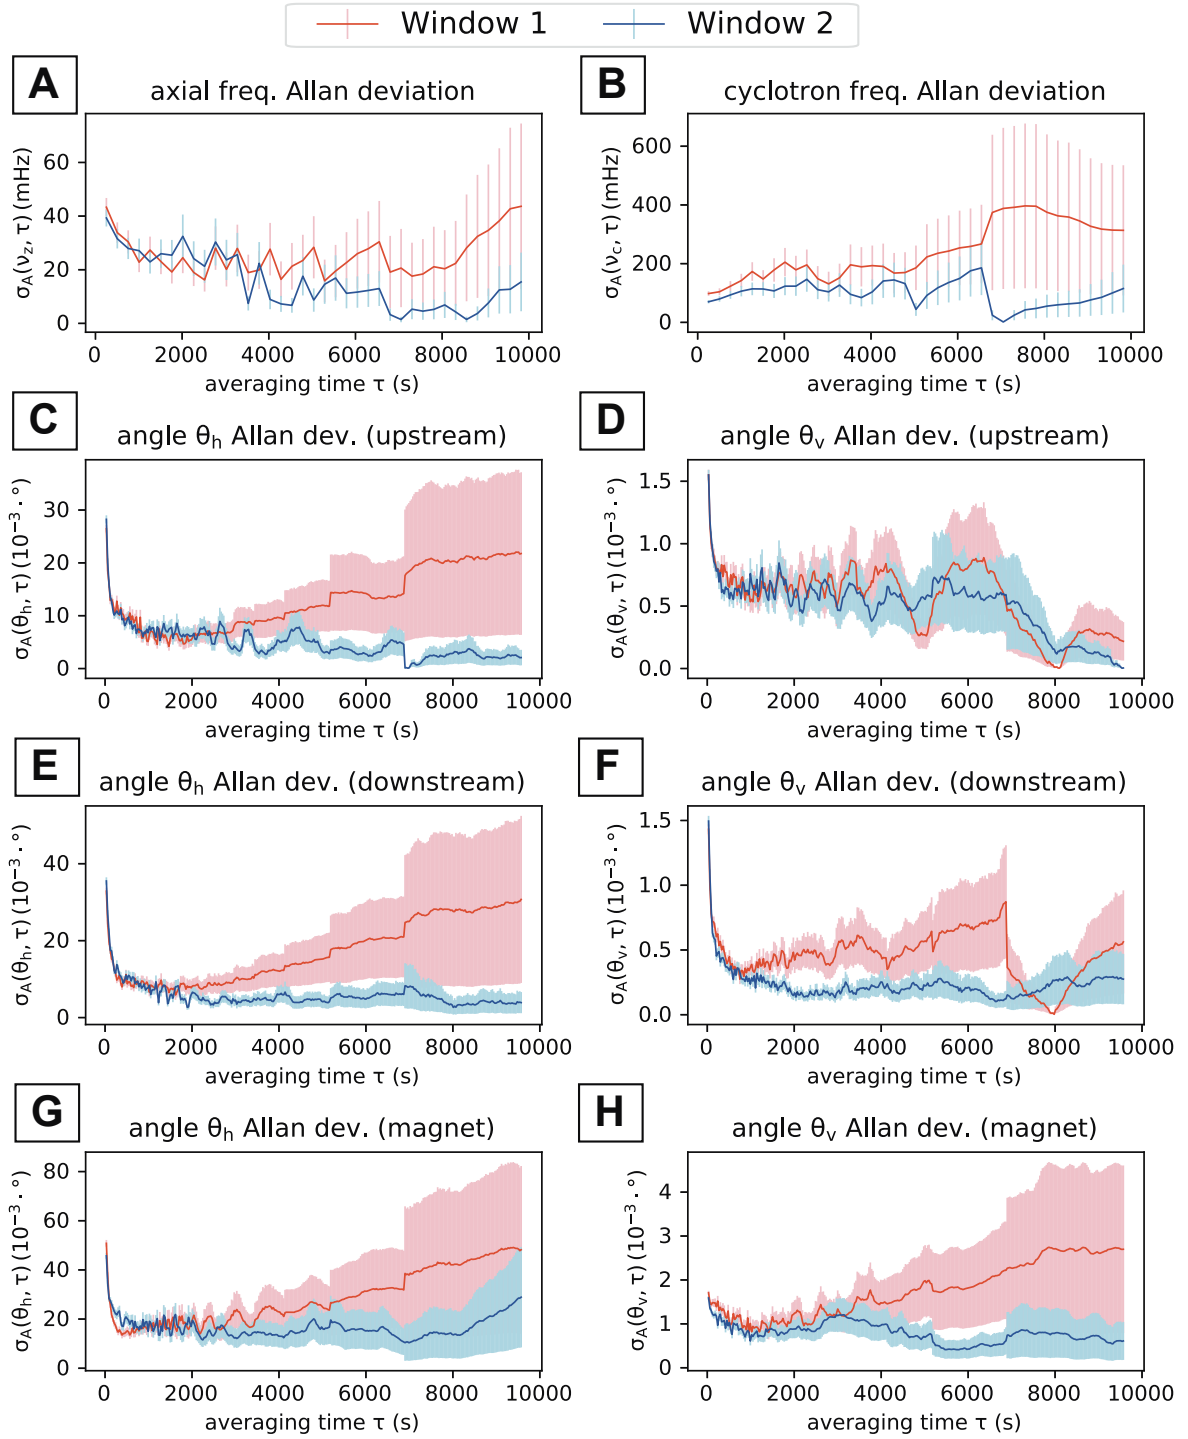 Window 1 Window 2
A B
axial freq. Allan deviation cyclotron freq. Allan deviation
σA(νz, τ) (mHz)
60
40
20
0
0 2000 4000 6000 8000 10000
averaging time τ (s)
σA(νc, τ) (mHz)
600
400
200
0
0 2000 4000 6000 8000 10000
averaging time τ (s)
C D
angle θh Allan dev. (upstream) angle θv Allan dev. (upstream)
σA(θh, τ) (10⁻³ · °)
30
20
10
0
0 2000 4000 6000 8000 10000
averaging time τ (s)
σA(θv, τ) (10⁻³ · °)
1.5
1.0
0.5
0.0
0 2000 4000 6000 8000 10000
averaging time τ (s)
E F
angle θh Allan dev. (downstream) angle θv Allan dev. (downstream)
σA(θh, τ) (10⁻³ · °)
40
20
0
0 2000 4000 6000 8000 10000
averaging time τ (s)
σA(θv, τ) (10⁻³ · °)
1.5
1.0
0.5
0.0
0 2000 4000 6000 8000 10000
averaging time τ (s)
G H
angle θh Allan dev. (magnet) angle θv Allan dev. (magnet)
σA(θh, τ) (10⁻³ · °)
80
60
40
20
0
0 2000 4000 6000 8000 10000
averaging time τ (s)
σA(θv, τ) (10⁻³ · °)
4
3
2
1
0
0 2000 4000 6000 8000 10000
averaging time τ (s)